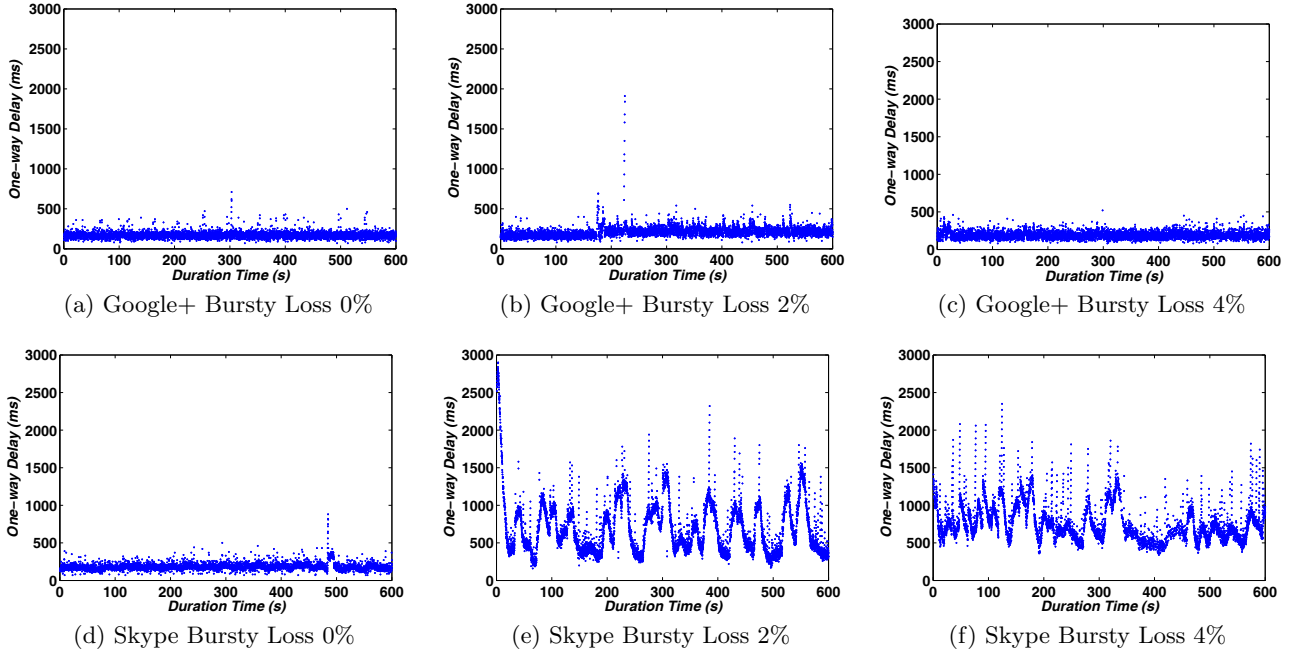 3000
2500
2000
1500
1000
500
0
One-way Delay (ms)
0 100 200 300 400 500 600
Duration Time (s)
(a) Google+ Bursty Loss 0%
3000
2500
2000
1500
1000
500
0
One-way Delay (ms)
0 100 200 300 400 500 600
Duration Time (s)
(b) Google+ Bursty Loss 2%
3000
2500
2000
1500
1000
500
0
One-way Delay (ms)
0 100 200 300 400 500 600
Duration Time (s)
(c) Google+ Bursty Loss 4%
3000
2500
2000
1500
1000
500
0
One-way Delay (ms)
0 100 200 300 400 500 600
Duration Time (s)
(d) Skype Bursty Loss 0%
3000
2500
2000
1500
1000
500
0
One-way Delay (ms)
0 100 200 300 400 500 600
Duration Time (s)
(e) Skype Bursty Loss 2%
3000
2500
2000
1500
1000
500
0
One-way Delay (ms)
0 100 200 300 400 500 600
Duration Time (s)
(f) Skype Bursty Loss 4%